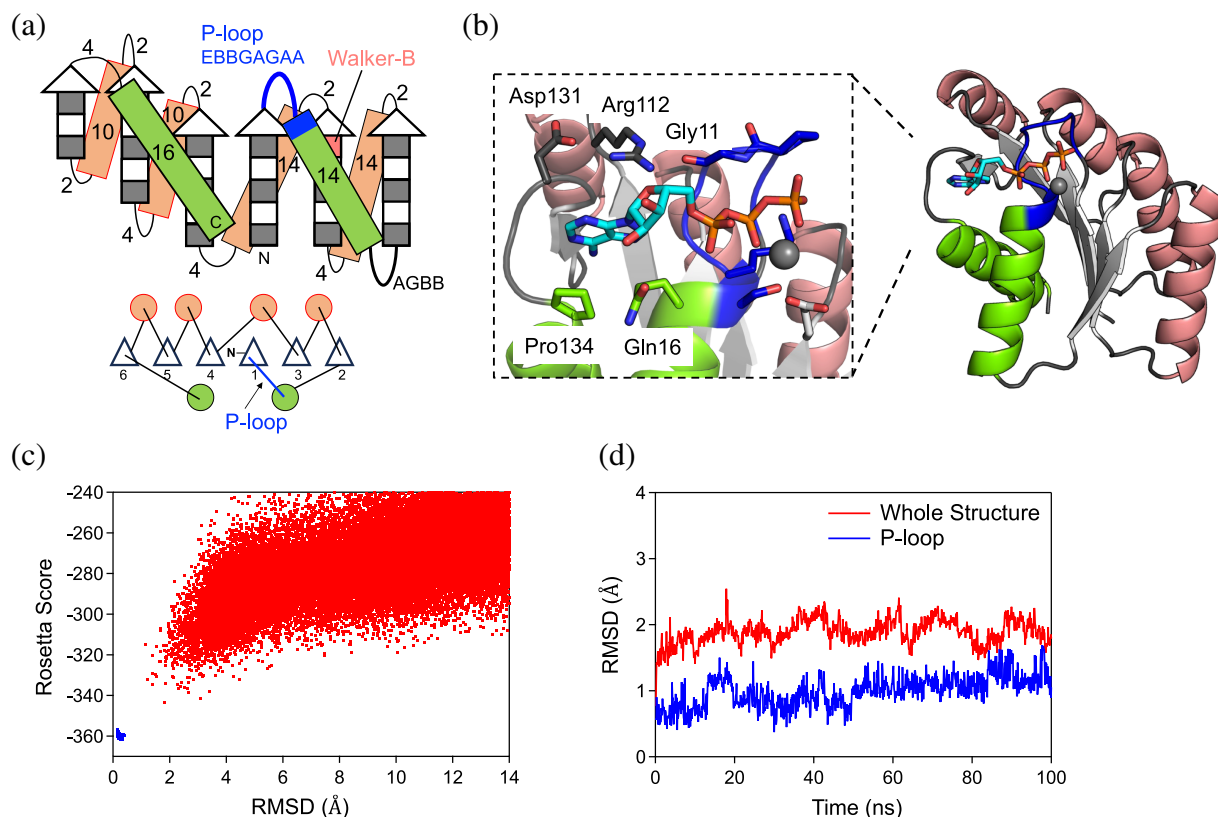 (a)
P-loop
EBBGAGAA
Walker-B
4
2
2
2
2
10
10
16
14
14
14
2
4
4
4
C
N
AGBB
N
6
5
4
1
3
2
P-loop
(b)
Asp131
Arg112
Gly11
Pro134
Gln16
(c)
Rosetta Score
-240
-260
-280
-300
-320
-340
-360
0 2 4 6 8 10 12 14
RMSD (Å)
(d)
RMSD (Å)
4
3
2
1
0
Whole Structure
P-loop
0 20 40 60 80 100
Time (ns)